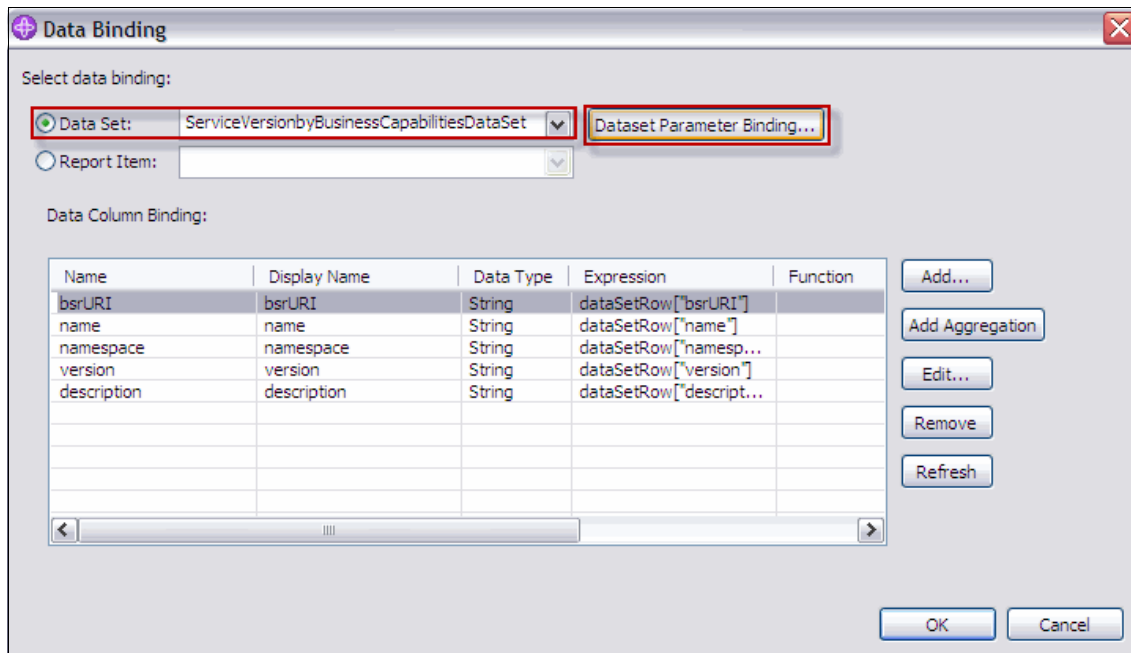 Data Binding
Select data binding:
Data Set: ServiceVersionbyBusinessCapabilitiesDataSet Dataset Parameter Binding...
Report Item:
Data Column Binding:
Name Display Name Data Type Expression Function Add...
bsrURI bsrURI String dataSetRow["bsrURI"]
name name String dataSetRow["name"] Add Aggregation
namespace namespace String dataSetRow["namesp...
version version String dataSetRow["version"] Edit...
description description String dataSetRow["descript...
Remove
Refresh
OK Cancel